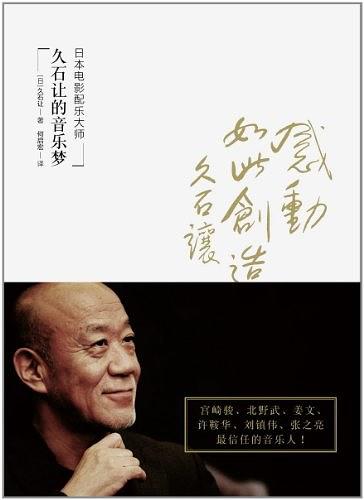 日本电影配乐大师
久石让的音乐梦
[日]久石让 著
何启宏 译
感動
如此創造
久石讓
宫崎骏、北野武、姜文、
许鞍华、刘镇伟、张之亮
最信任的音乐人！